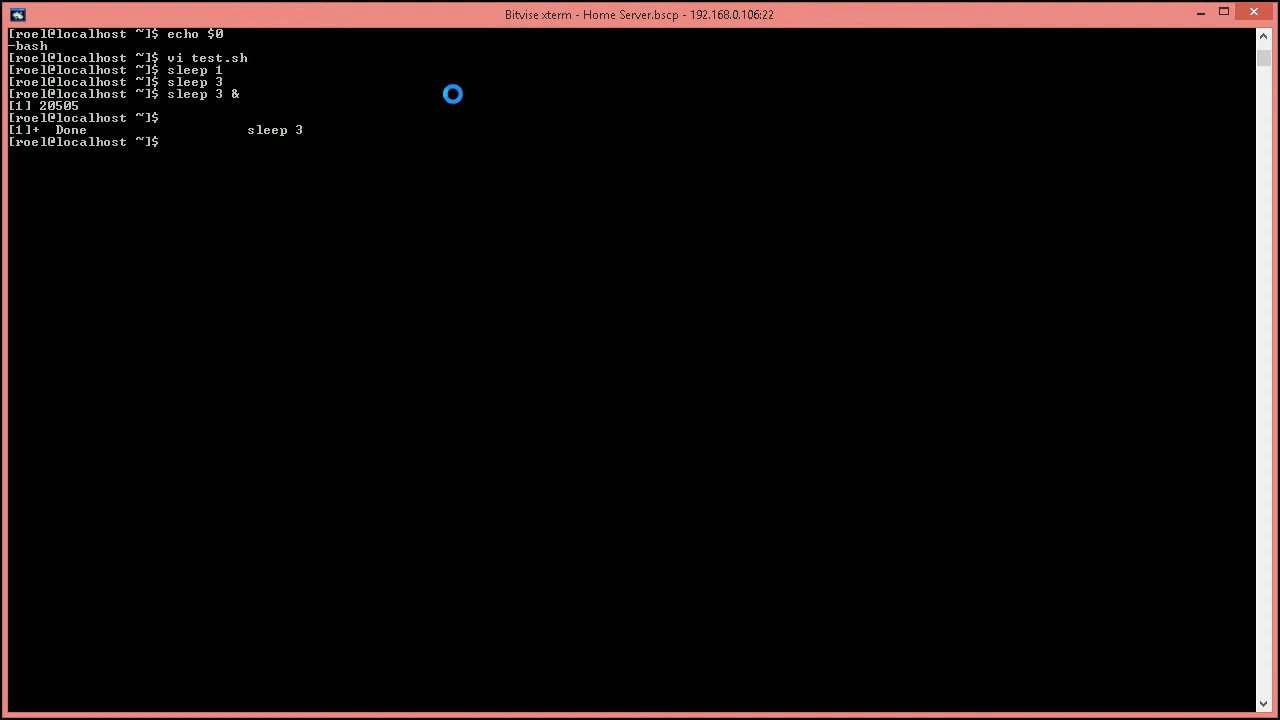 Bitvise xterm - Home Server.bscp - 192.168.0.106:22
[roel@localhost ~]$ echo $0
-bash
[roel@localhost ~]$ vi test.sh
[roel@localhost ~]$ sleep 1
[roel@localhost ~]$ sleep 3
[roel@localhost ~]$ sleep 3 &
[1] 20505
[roel@localhost ~]$
[1]+  Done                    sleep 3
[roel@localhost ~]$